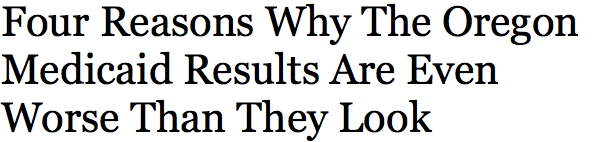 Four Reasons Why The Oregon
Medicaid Results Are Even
Worse Than They Look